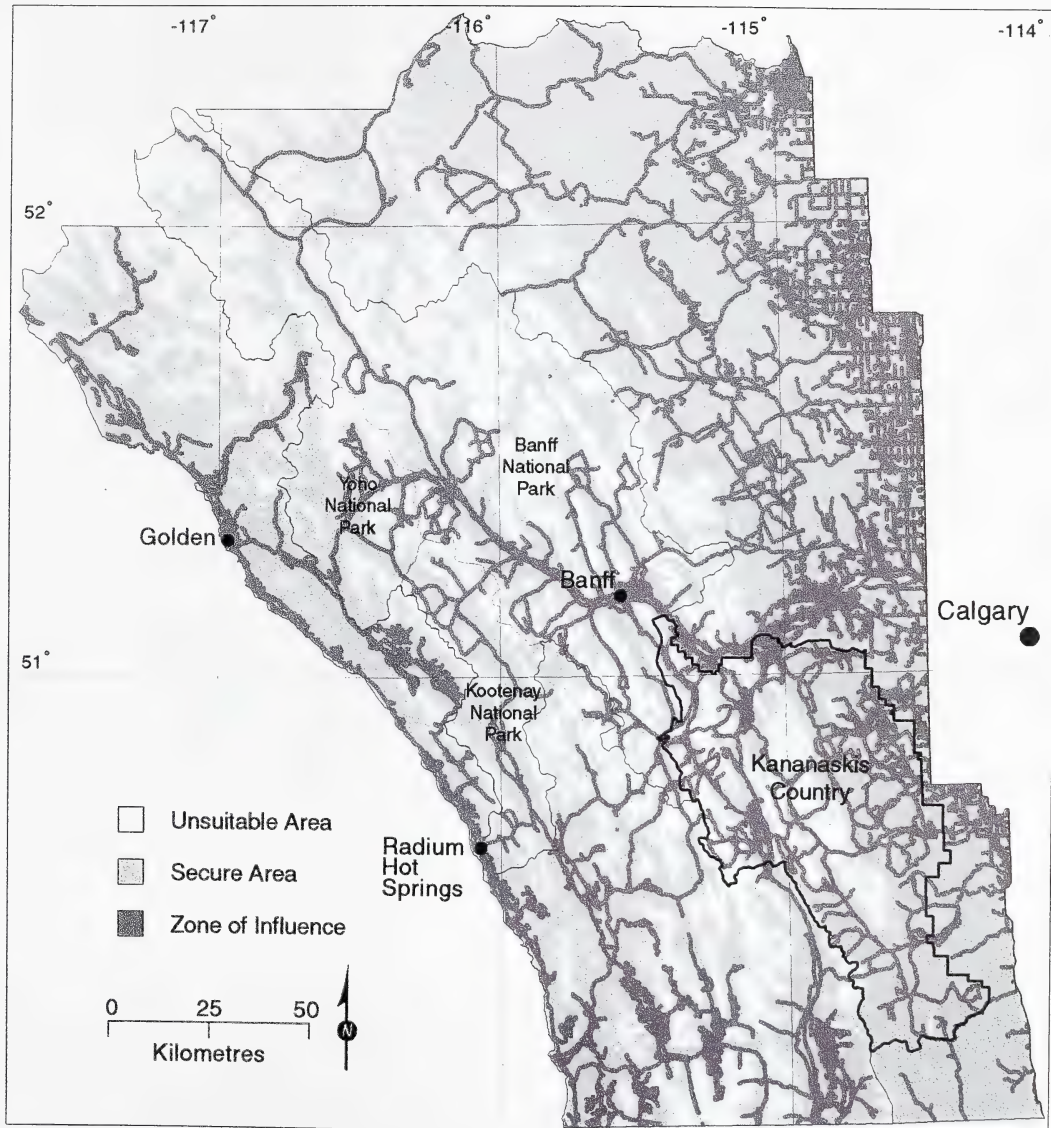 -117° -116° -115° -114°
52°
Banff
National
Park
Yoho
National
Park
Golden
Banff
Calgary
51°
Kootenay
National
Park
Kananaskis
Country
Unsuitable Area
Secure Area
Zone of Influence
Radium
Hot
Springs
0 25 50
Kilometres
N